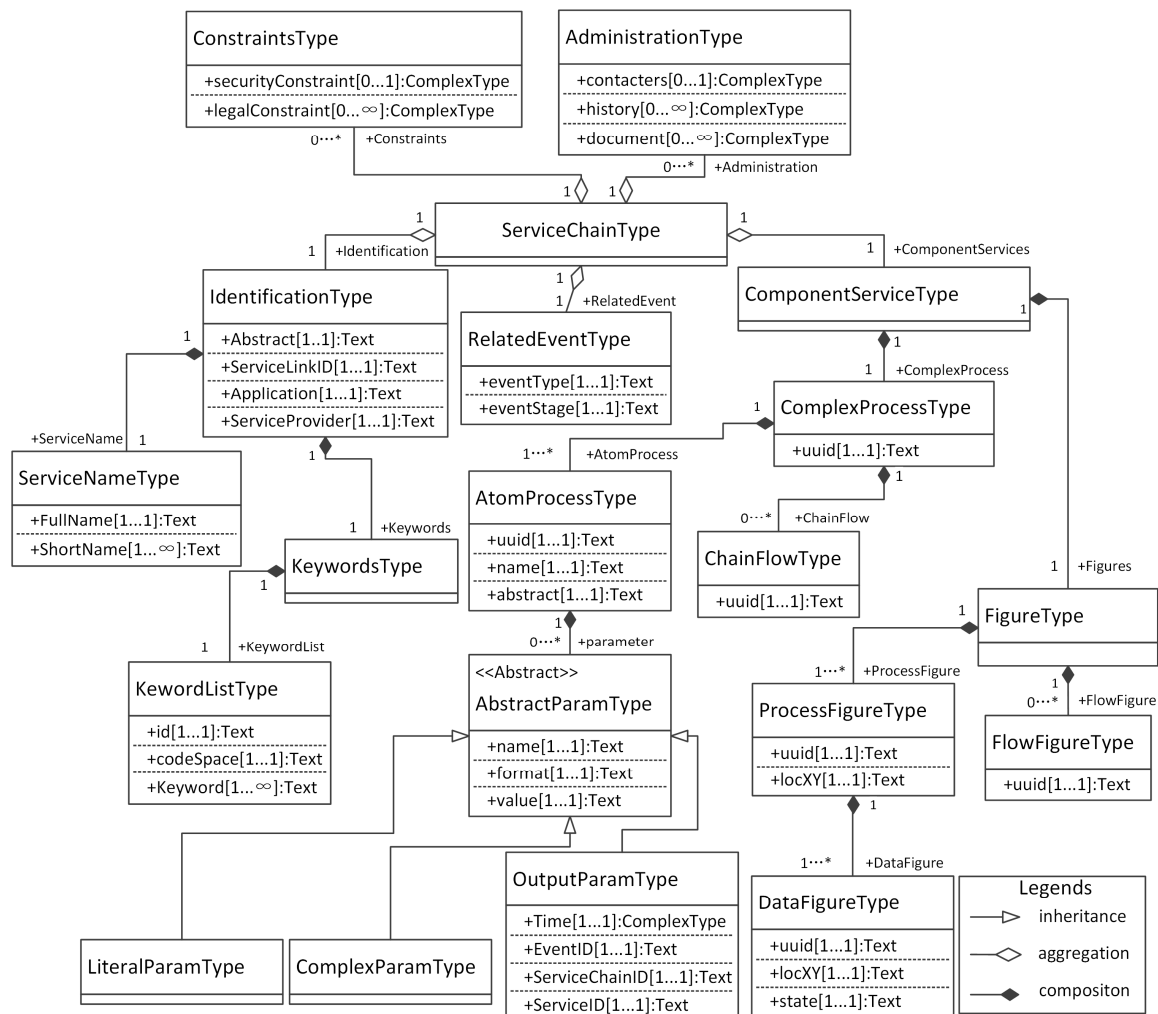 ConstraintsType
+securityConstraint[0...1]:ComplexType
+legalConstraint[0...∞]:ComplexType
AdministrationType
+contacters[0...1]:ComplexType
+history[0...∞]:ComplexType
+document[0...∞]:ComplexType
0···* +Constraints
0···* +Administration
1 1
ServiceChainType
1 1
1 +Identification
1 +ComponentServices
1
1 +RelatedEvent
IdentificationType
+Abstract[1..1]:Text
+ServiceLinkID[1...1]:Text
+Application[1...1]:Text
+ServiceProvider[1...1]:Text
RelatedEventType
+eventType[1...1]:Text
+eventStage[1...1]:Text
ComponentServiceType
1
1
1 +ComplexProcess
1
+ServiceName 1
ServiceNameType
+FullName[1...1]:Text
+ShortName[1...∞]:Text
1
1 +Keywords
KeywordsType
1
1 +KeywordList
KewordListType
+id[1...1]:Text
+codeSpace[1...1]:Text
+Keyword[1...∞]:Text
ComplexProcessType
+uuid[1...1]:Text
1
1
1···* +AtomProcess
AtomProcessType
+uuid[1...1]:Text
+name[1...1]:Text
+abstract[1...1]:Text
0···* +ChainFlow
ChainFlowType
+uuid[1...1]:Text
1
0···* +parameter
<<Abstract>>
AbstractParamType
+name[1...1]:Text
+format[1...1]:Text
+value[1...1]:Text
1 +Figures
FigureType
1
1
1···* +ProcessFigure
ProcessFigureType
+uuid[1...1]:Text
+locXY[1...1]:Text
0···* +FlowFigure
FlowFigureType
+uuid[1...1]:Text
1
1···* +DataFigure
DataFigureType
+uuid[1...1]:Text
+locXY[1...1]:Text
+state[1...1]:Text
LiteralParamType
ComplexParamType
OutputParamType
+Time[1...1]:ComplexType
+EventID[1...1]:Text
+ServiceChainID[1...1]:Text
+ServiceID[1...1]:Text
Legends
inheritance
aggregation
compositon